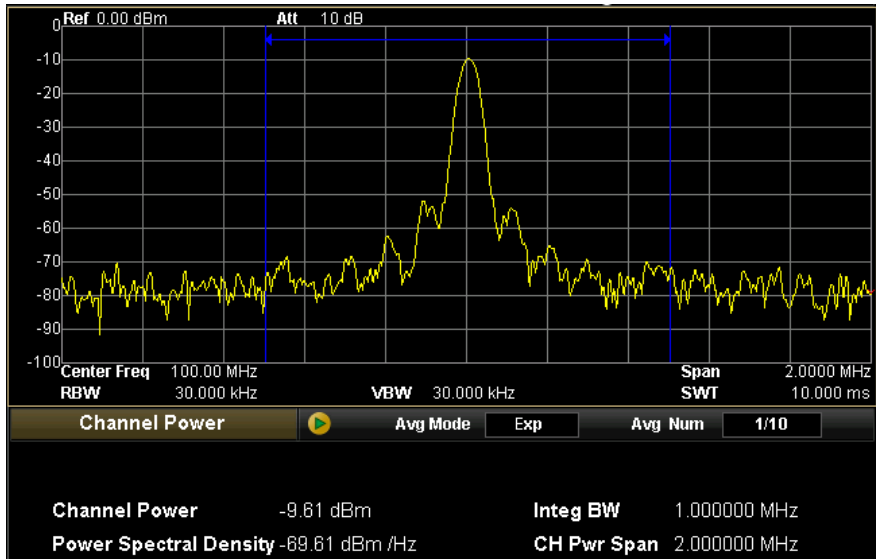 Ref 0.00 dBm Att 10 dB
0
-10
-20
-30
-40
-50
-60
-70
-80
-90
-100
Center Freq 100.00 MHz Span 2.0000 MHz
RBW 30.000 kHz VBW 30.000 kHz SWT 10.000 ms
Channel Power Avg Mode Exp Avg Num 1/10
Channel Power -9.61 dBm Integ BW 1.000000 MHz
Power Spectral Density -69.61 dBm /Hz CH Pwr Span 2.000000 MHz